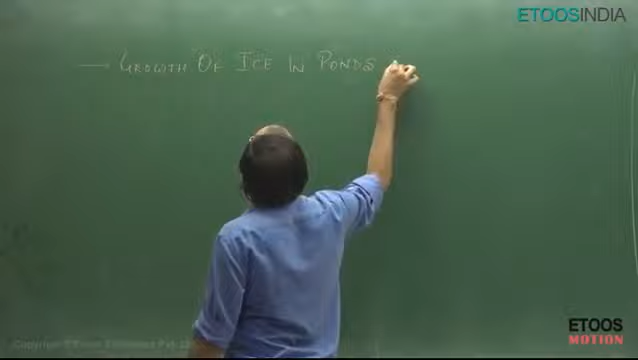 ETOOSINDIA
→ GROWTH OF ICE IN PONDS
ETOOS
MOTION